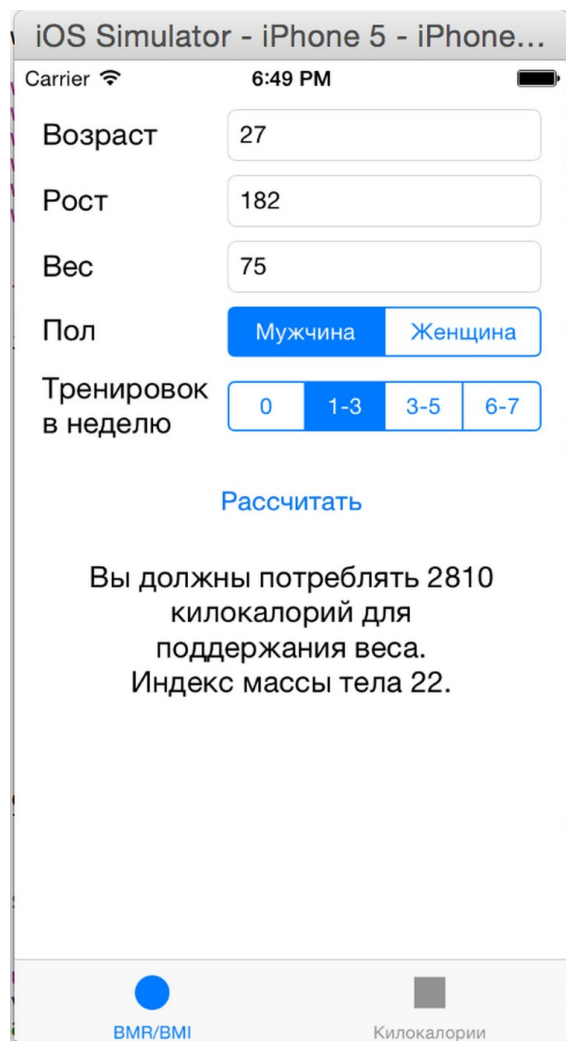 iOS Simulator - iPhone 5 - iPhone...
Carrier 6:49 PM
Возраст 27
Рост 182
Вес 75
Пол Мужчина Женщина
Тренировок
в неделю 0 1-3 3-5 6-7
Рассчитать
Вы должны потреблять 2810
килокалорий для
поддержания веса.
Индекс массы тела 22.
BMR/BMI Килокалории